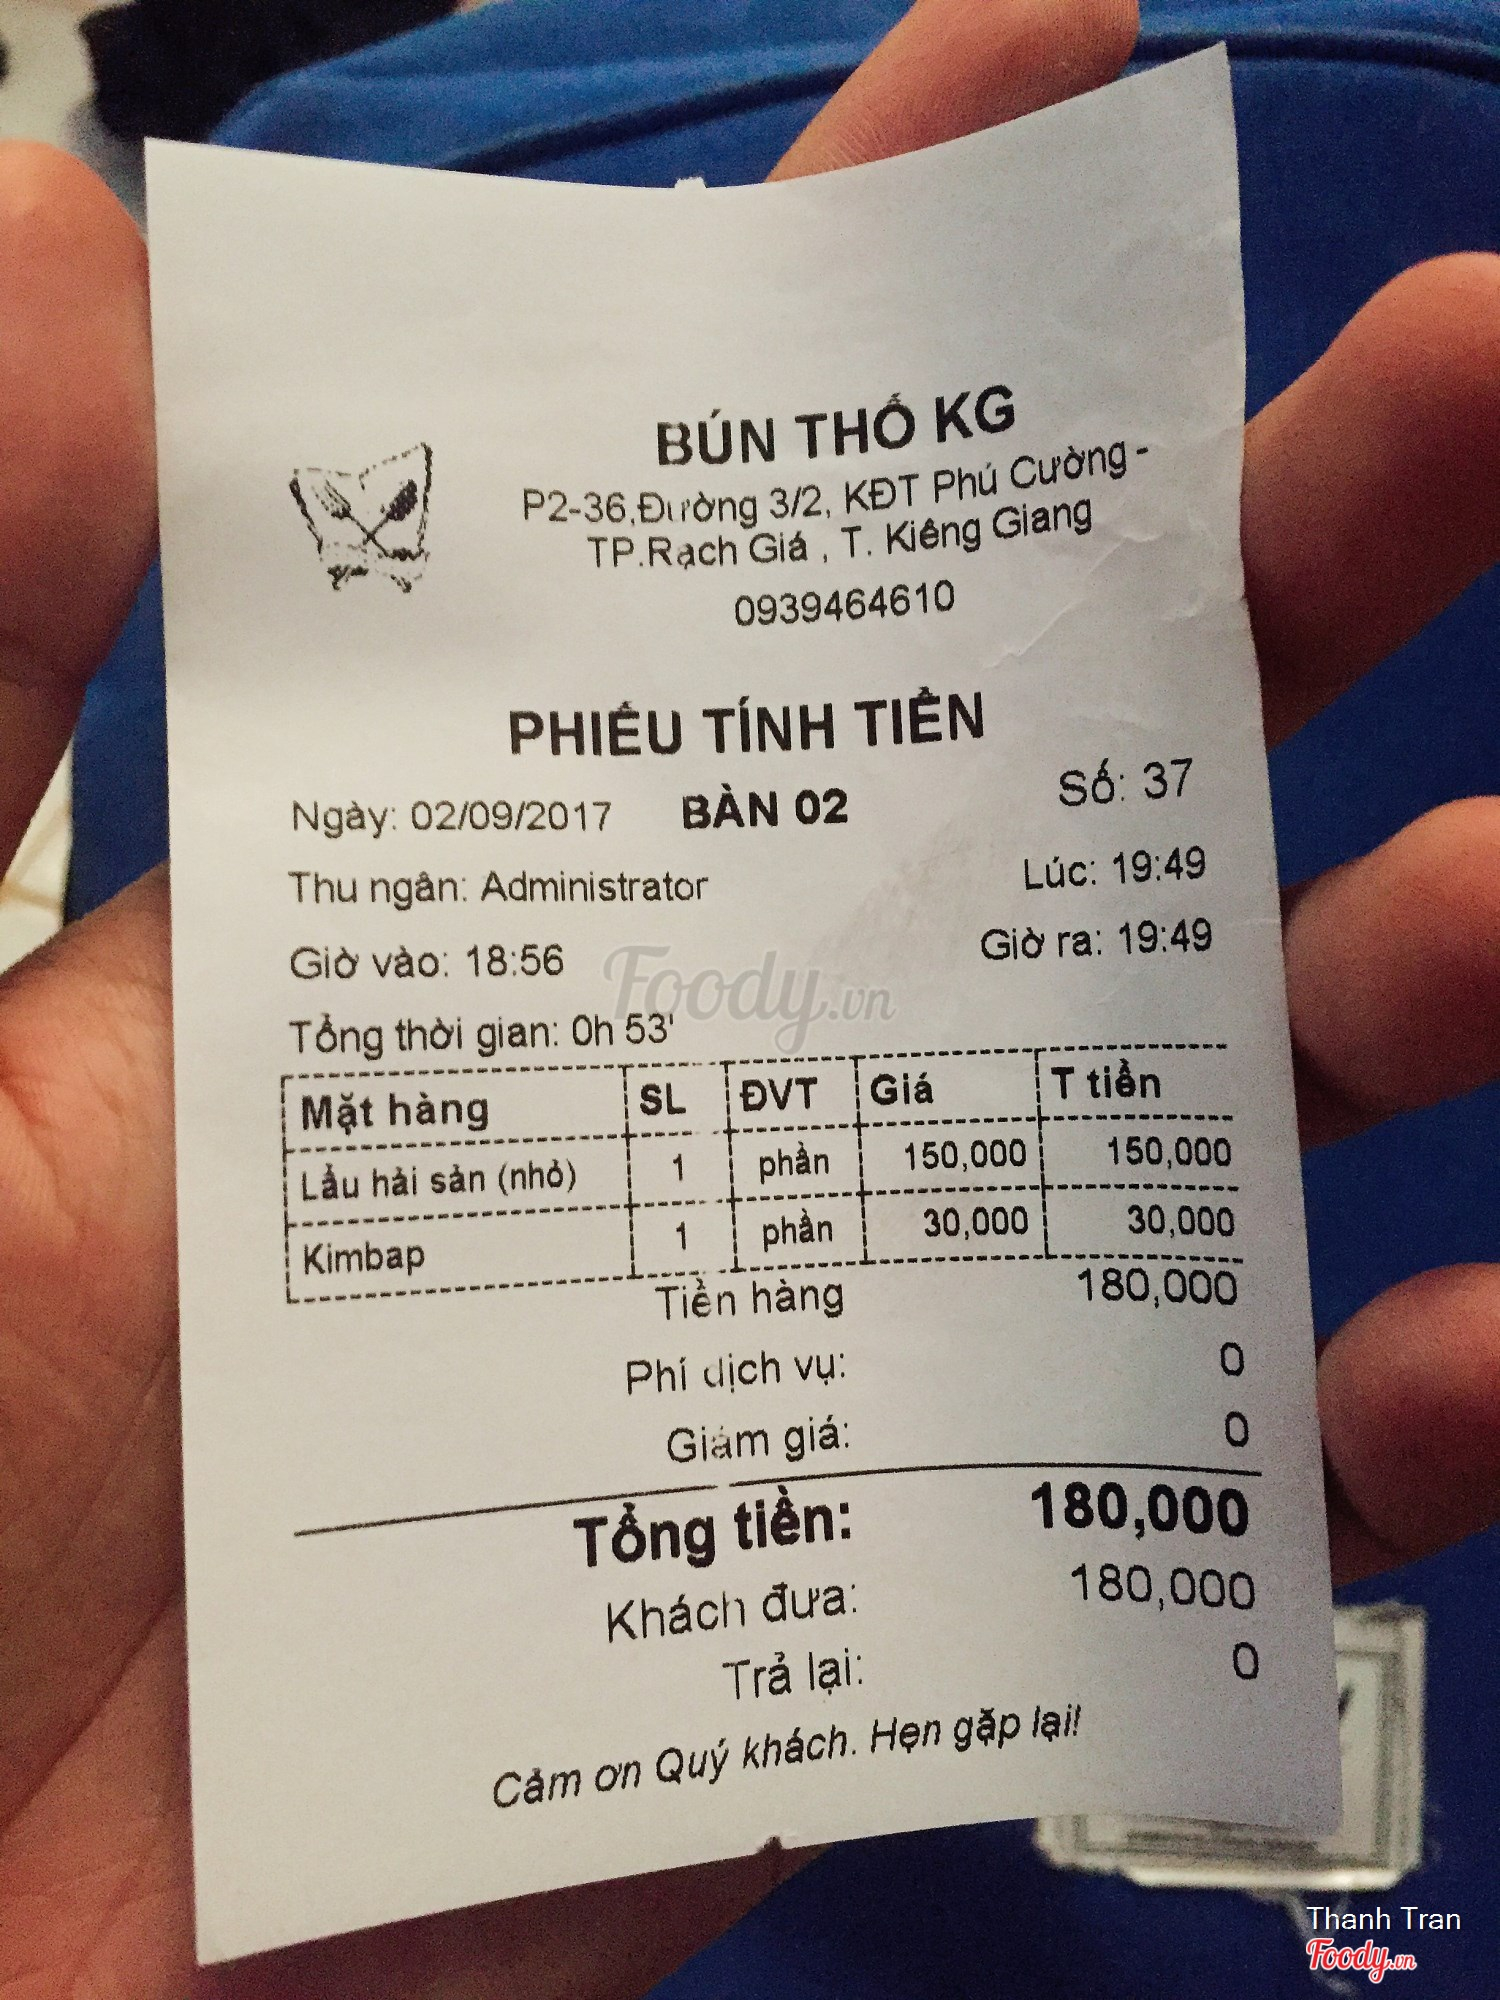 BÚN THỐ KG
P2-36,Đường 3/2, KĐT Phú Cường -
TP.Rạch Giá , T. Kiêng Giang
0939464610
PHIẾU TÍNH TIỀN
Ngày: 02/09/2017 BÀN 02 Số: 37
Thu ngân: Administrator Lúc: 19:49
Giờ vào: 18:56 Giờ ra: 19:49
Foody.vn
Tổng thời gian: 0h 53'
Mặt hàng SL ĐVT Giá T tiền
Lẩu hải sản (nhỏ) 1 phần 150,000 150,000
Kimbap 1 phần 30,000 30,000
Tiền hàng 180,000
Phí dịch vụ: 0
Giảm giá: 0
Tổng tiền: 180,000
Khách đưa: 180,000
Trả lại: 0
Cảm ơn Quý khách. Hẹn gặp lại!
Thanh Tran
Foody.vn